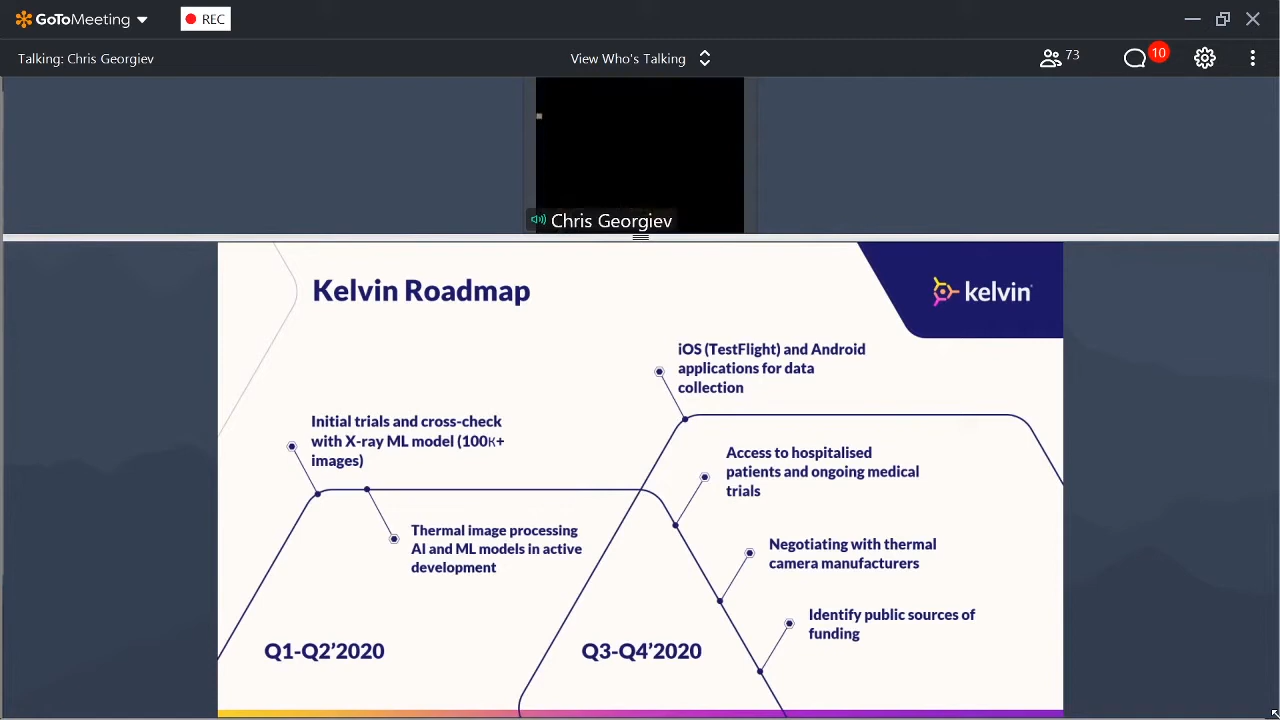 GoToMeeting
REC
Talking: Chris Georgiev
View Who's Talking
73
10
Chris Georgiev
Kelvin Roadmap
kelvin
iOS (TestFlight) and Android
applications for data
collection
Initial trials and cross-check
with X-ray ML model (100к+
images)
Access to hospitalised
patients and ongoing medical
trials
Thermal image processing
AI and ML models in active
development
Negotiating with thermal
camera manufacturers
Identify public sources of
funding
Q1-Q2’2020
Q3-Q4’2020